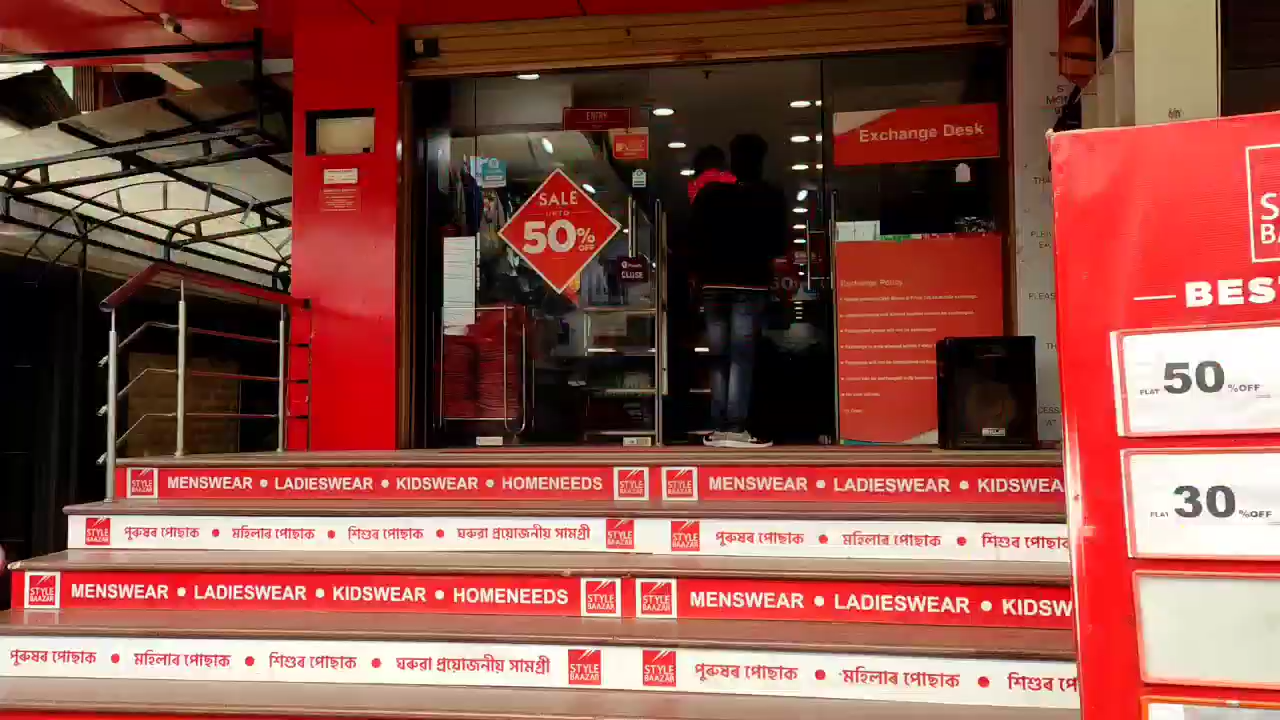 ENTRY
Exchange Desk
SALE
UPTO
50%
OFF
CLOSE
Exchange Policy
BES
FLAT 50 %OFF
FLAT 30 %OFF
STYLE BAAZAR MENSWEAR • LADIESWEAR • KIDSWEAR • HOMENEEDS STYLE BAAZAR STYLE BAAZAR MENSWEAR • LADIESWEAR • KIDSWEA
STYLE BAAZAR পুৰুষৰ পোছাক • মহিলাৰ পোছাক • শিশুৰ পোছাক • ঘৰুৱা প্ৰয়োজনীয় সামগ্ৰী STYLE BAAZAR STYLE BAAZAR পুৰুষৰ পোছাক • মহিলাৰ পোছাক • শিশুৰ পোছাক
STYLE BAAZAR MENSWEAR • LADIESWEAR • KIDSWEAR • HOMENEEDS STYLE BAAZAR STYLE BAAZAR MENSWEAR • LADIESWEAR • KIDSW
পুৰুষৰ পোছাক • মহিলাৰ পোছাক • শিশুৰ পোছাক • ঘৰুৱা প্ৰয়োজনীয় সামগ্ৰী STYLE BAAZAR STYLE BAAZAR পুৰুষৰ পোছাক • মহিলাৰ পোছাক • শিশুৰ পে